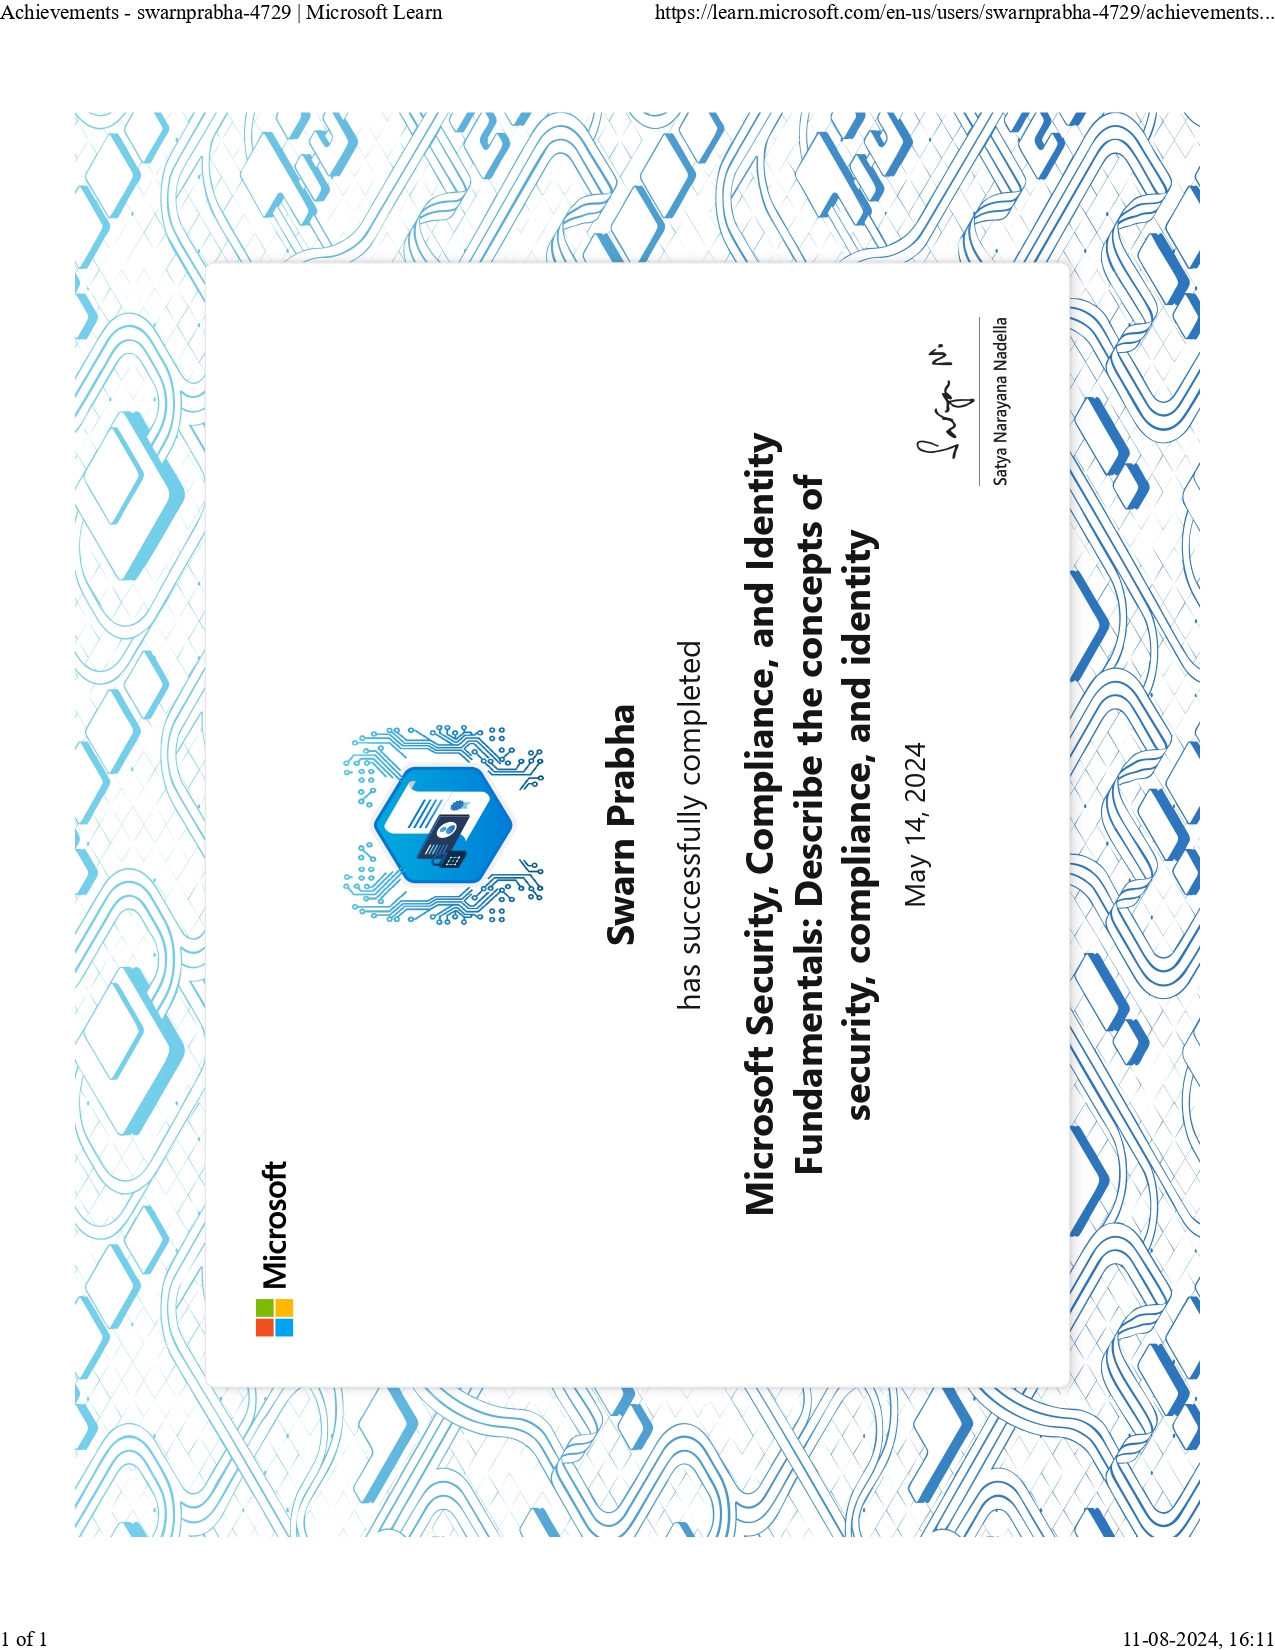 Achievements - swarnprabha-4729 | Microsoft Learn
https://learn.microsoft.com/en-us/users/swarnprabha-4729/achievements...
Microsoft
Swarn Prabha
has successfully completed
Microsoft Security, Compliance, and Identity
Fundamentals: Describe the concepts of
security, compliance, and identity
May 14, 2024
Satya N.
Satya Narayana Nadella
1 of 1
11-08-2024, 16:11